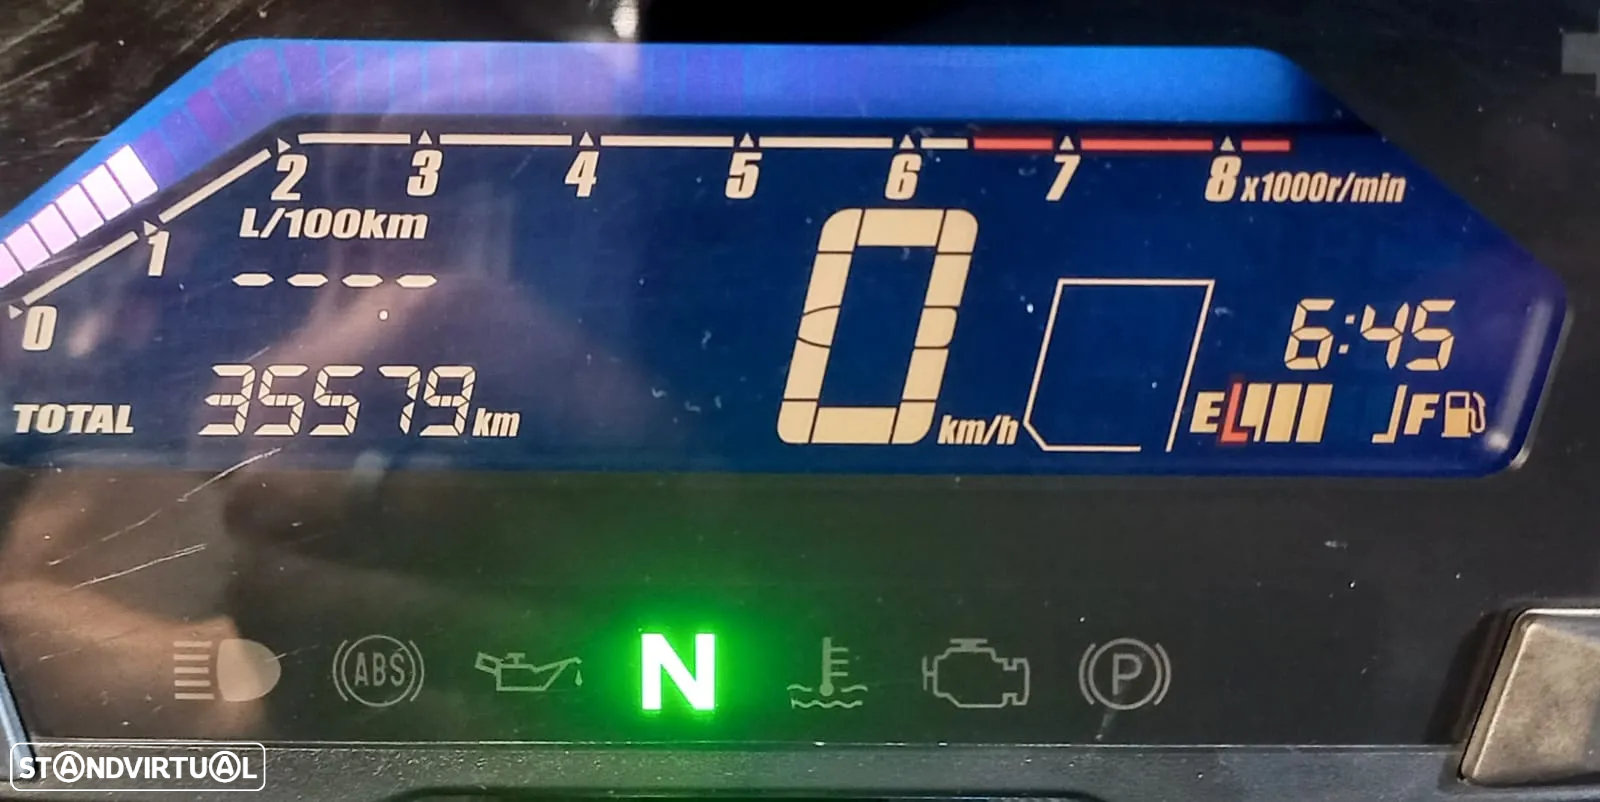 0 1 2 3 4 5 6 7 8 x1000r/min
L/100km
----
TOTAL 35579 km
0 km/h
6:45
E F
ABS N P
STANDVIRTUAL